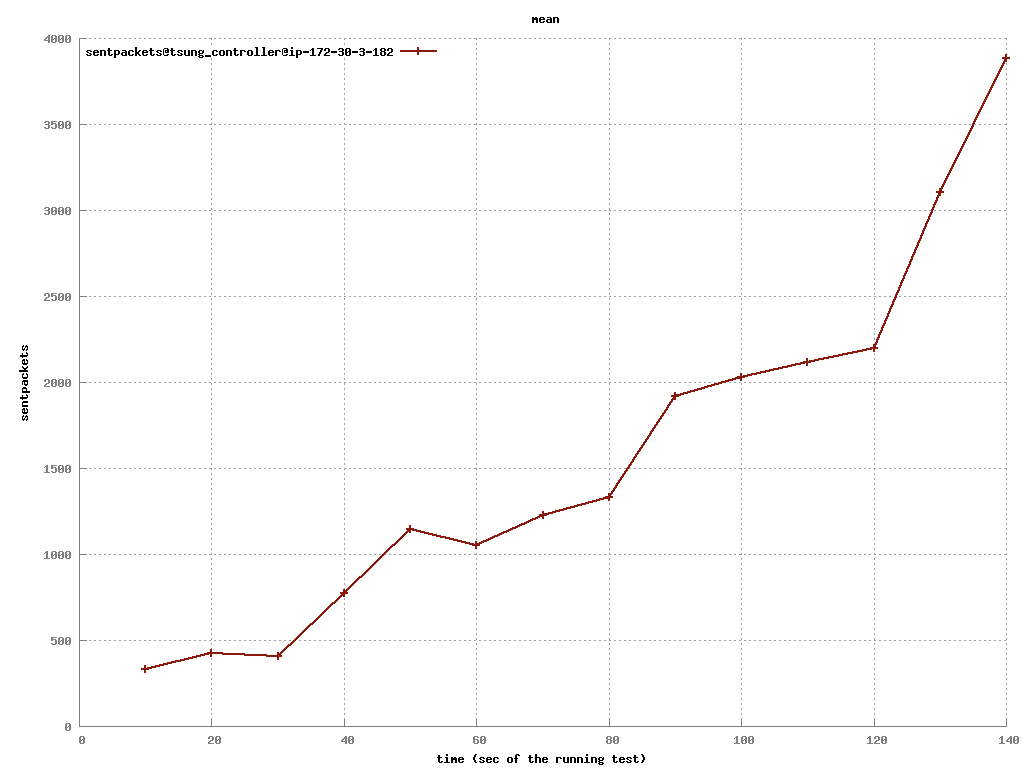 mean
4000
sentpackets@tsung_controller@ip-172-30-3-182
3500
3000
2500
2000
1500
1000
500
0
sentpackets
0 20 40 60 80 100 120 140
time (sec of the running test)